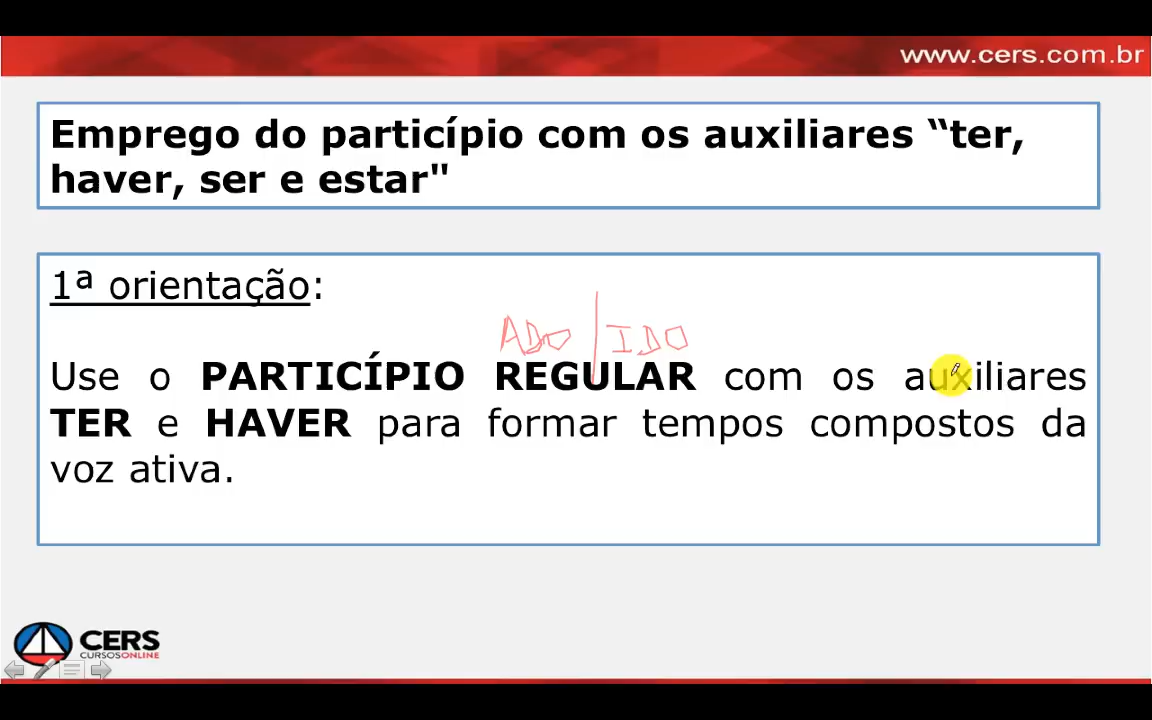 www.cers.com.br
Emprego do particípio com os auxiliares “ter,
haver, ser e estar"
1ª orientação:
ADO / IDO
Use o PARTICÍPIO REGULAR com os auxiliares
TER e HAVER para formar tempos compostos da
voz ativa.
CERS
CURSOSONLINE